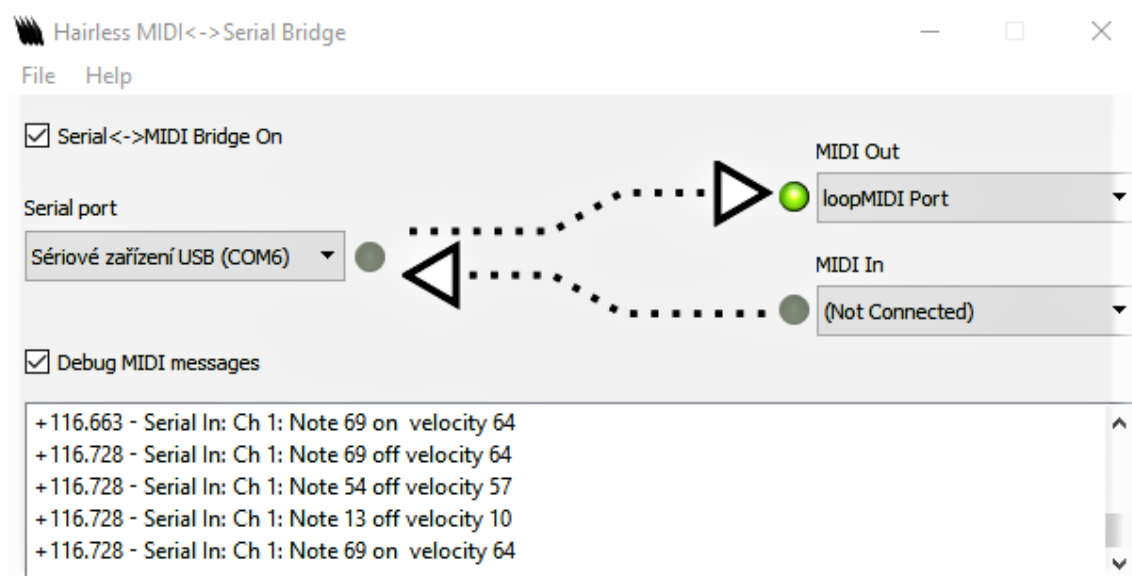 Hairless MIDI<->Serial Bridge
File Help
Serial<->MIDI Bridge On
MIDI Out
loopMIDI Port
Serial port
Sériové zařízení USB (COM6)
MIDI In
(Not Connected)
Debug MIDI messages
+116.663 - Serial In: Ch 1: Note 69 on  velocity 64
+116.728 - Serial In: Ch 1: Note 69 off velocity 64
+116.728 - Serial In: Ch 1: Note 54 off velocity 57
+116.728 - Serial In: Ch 1: Note 13 off velocity 10
+116.728 - Serial In: Ch 1: Note 69 on  velocity 64